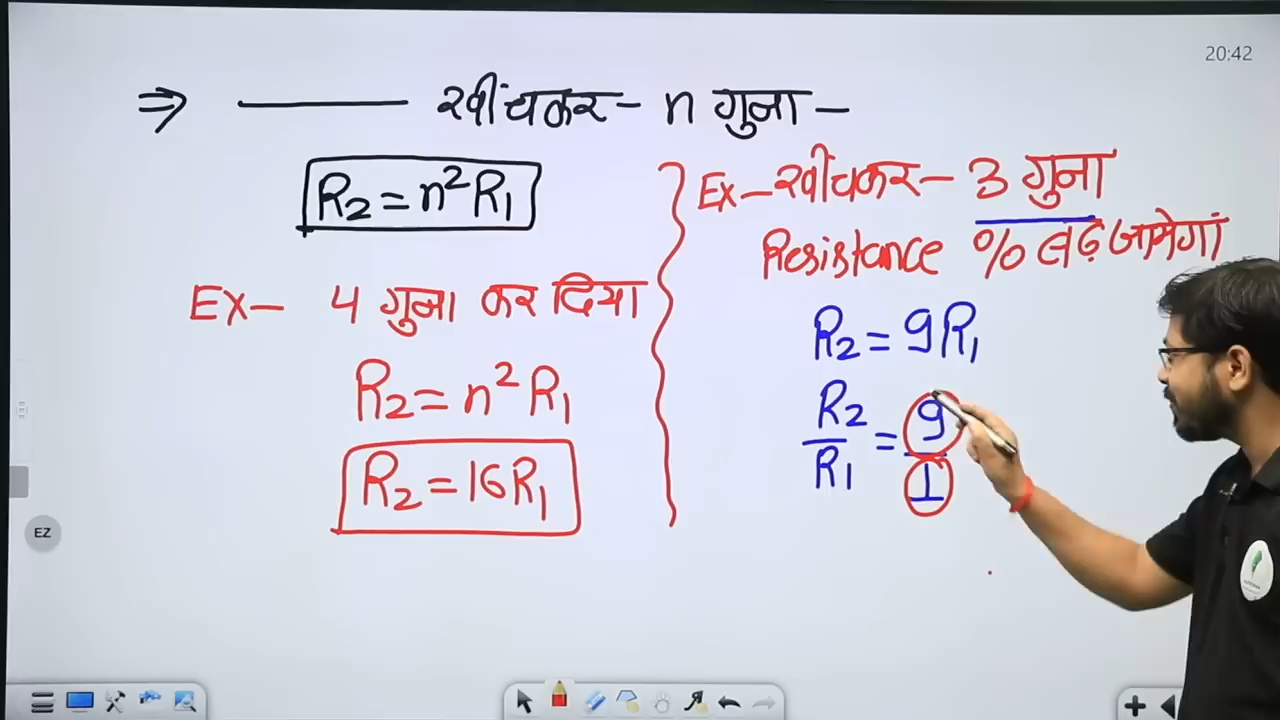 20:42
⇒ ——— खींचकर - n गुना -
R₂ = n²R₁
Ex - 4 गुना कर दिया
R₂ = n²R₁
R₂ = 16R₁
Ex - खींचकर - 3 गुना
Resistance % बढ़ जायेगां
R₂ = 9R₁
R₂/R₁ = 9/1
EZ